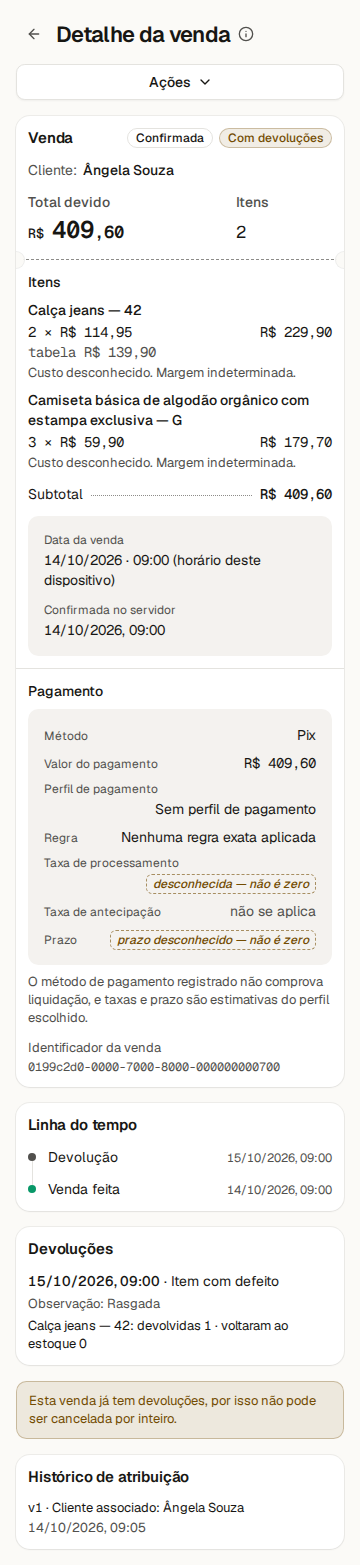 Detalhe da venda
Ações
Venda Confirmada Com devoluções
Cliente: Ângela Souza
Total devido Itens
R$ 409,60 2
Itens
Calça jeans — 42
2 × R$ 114,95 R$ 229,90
tabela R$ 139,90
Custo desconhecido. Margem indeterminada.
Camiseta básica de algodão orgânico com
estampa exclusiva — G
3 × R$ 59,90 R$ 179,70
Custo desconhecido. Margem indeterminada.
Subtotal R$ 409,60
Data da venda
14/10/2026 · 09:00 (horário deste
dispositivo)
Confirmada no servidor
14/10/2026, 09:00
Pagamento
Método Pix
Valor do pagamento R$ 409,60
Perfil de pagamento
Sem perfil de pagamento
Regra Nenhuma regra exata aplicada
Taxa de processamento
desconhecida — não é zero
Taxa de antecipação não se aplica
Prazo prazo desconhecido — não é zero
O método de pagamento registrado não comprova
liquidação, e taxas e prazo são estimativas do perfil
escolhido.
Identificador da venda
0199c2d0-0000-7000-8000-000000000700
Linha do tempo
Devolução 15/10/2026, 09:00
Venda feita 14/10/2026, 09:00
Devoluções
15/10/2026, 09:00 · Item com defeito
Observação: Rasgada
Calça jeans — 42: devolvidas 1 · voltaram ao
estoque 0
Esta venda já tem devoluções, por isso não pode
ser cancelada por inteiro.
Histórico de atribuição
v1 · Cliente associado: Ângela Souza
14/10/2026, 09:05